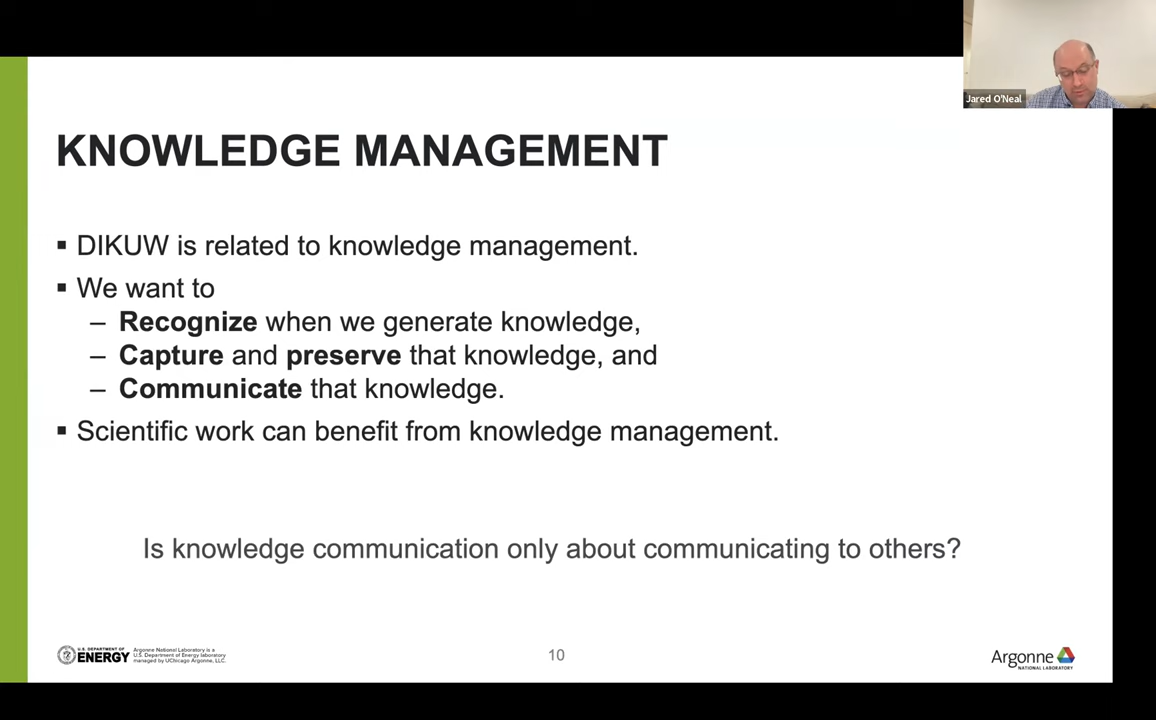 Jared O'Neal
KNOWLEDGE MANAGEMENT
▪ DIKUW is related to knowledge management.
▪ We want to
– Recognize when we generate knowledge,
– Capture and preserve that knowledge, and
– Communicate that knowledge.
▪ Scientific work can benefit from knowledge management.
Is knowledge communication only about communicating to others?
U.S. DEPARTMENT OF
ENERGY
Argonne National Laboratory is a
U.S. Department of Energy laboratory
managed by UChicago Argonne, LLC.
10
Argonne
NATIONAL LABORATORY